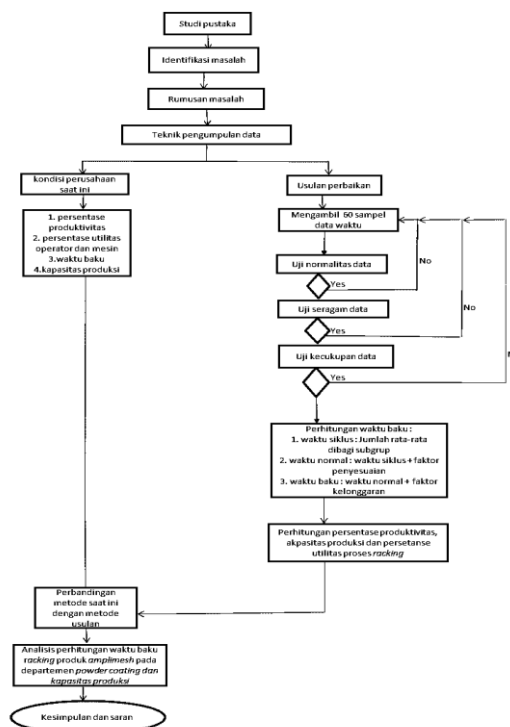 Studi pustaka
Identifikasi masalah
Rumusan masalah
Teknik pengumpulan data
kondisi perusahaan
saat ini
Usulan perbaikan
1. persentase
produktivitas
2. persentase utilitas
operator dan mesin
3.waktu baku
4.kapasitas produksi
Mengambil 60 sampel
data waktu
Uji normalitas data
No
Yes
Uji seragam data
No
Yes
Uji kecukupan data
N
Yes
Perhitungan waktu baku :
1. waktu siklus : Jumlah rata-rata
dibagi subgrup
2. waktu normal : waktu siklus + faktor
penyesuaian
3. waktu baku : waktu normal + faktor
kelonggaran
Perhitungan persentase produktivitas,
akpasitas produksi dan persetanse
utilitas proses racking
Perbandingan
metode saat ini
dengan metode
usulan
Analisis perhitungan waktu baku
racking produk amplimesh pada
departemen powder coating dan
kapasitas produksi
Kesimpulan dan saran